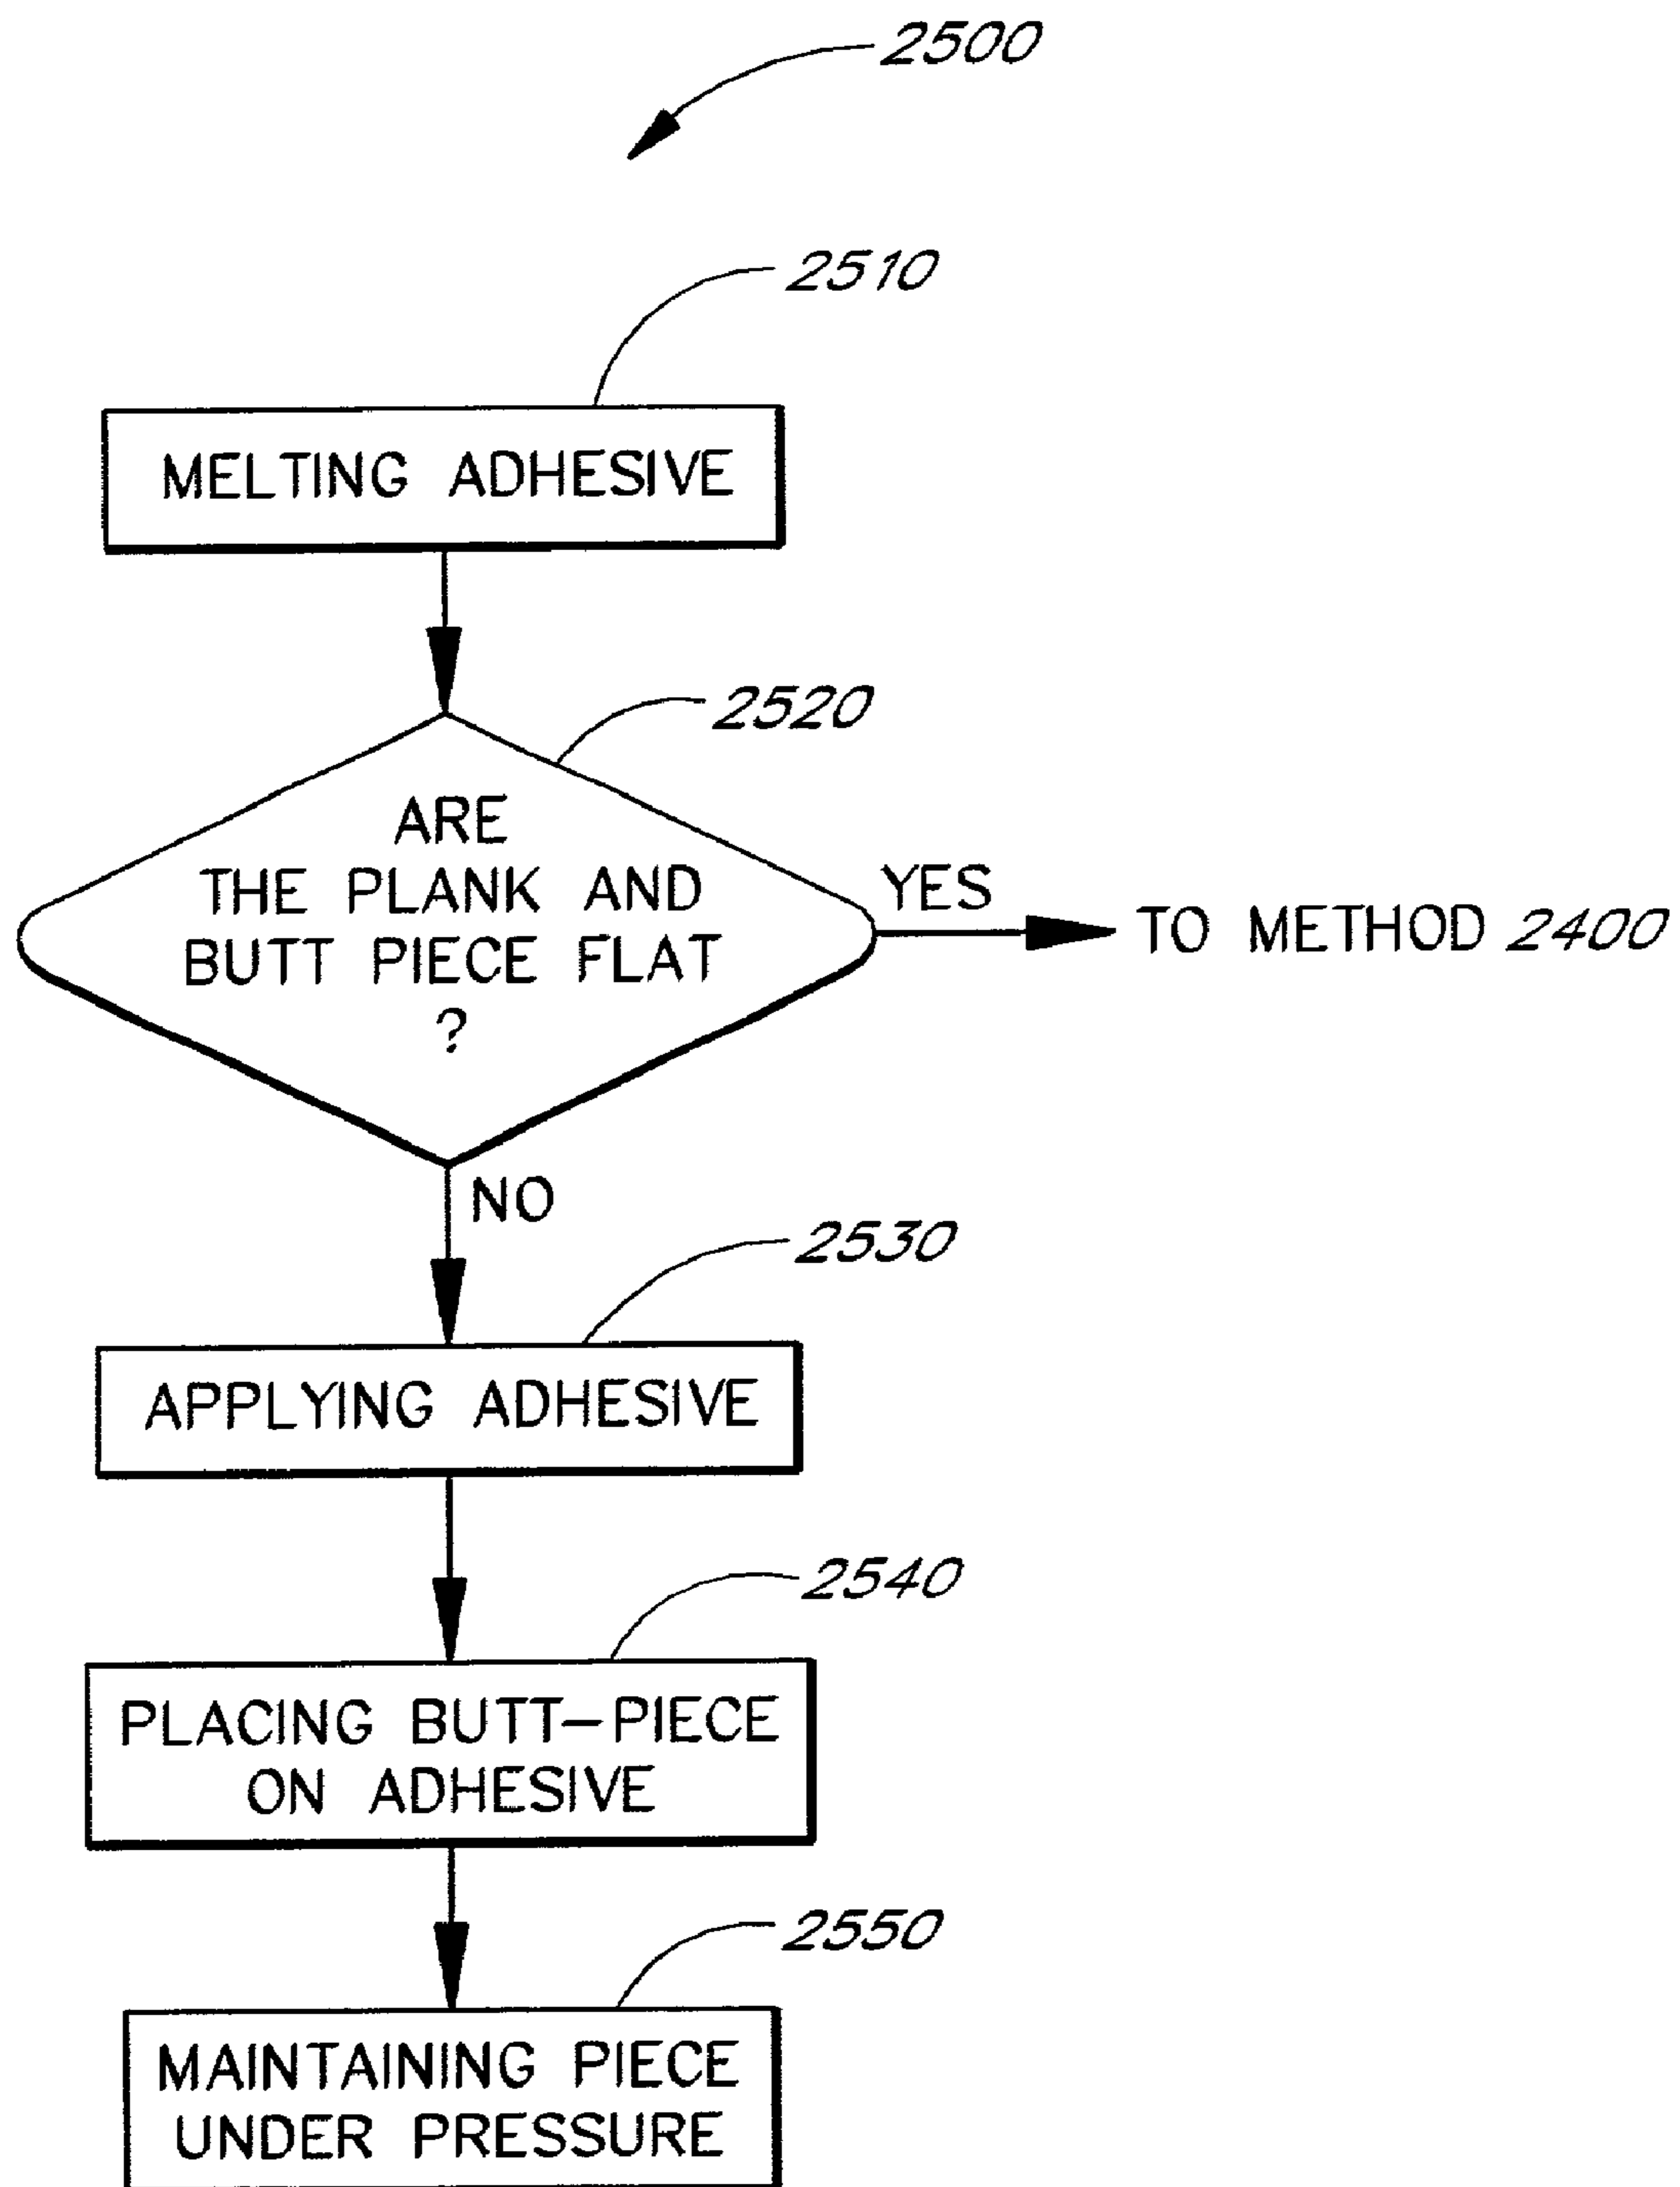 2500
2510
MELTING ADHESIVE
2520
ARE
THE PLANK AND
BUTT PIECE FLAT
?
YES
TO METHOD 2400
NO
2530
APPLYING ADHESIVE
2540
PLACING BUTT-PIECE
ON ADHESIVE
2550
MAINTAINING PIECE
UNDER PRESSURE